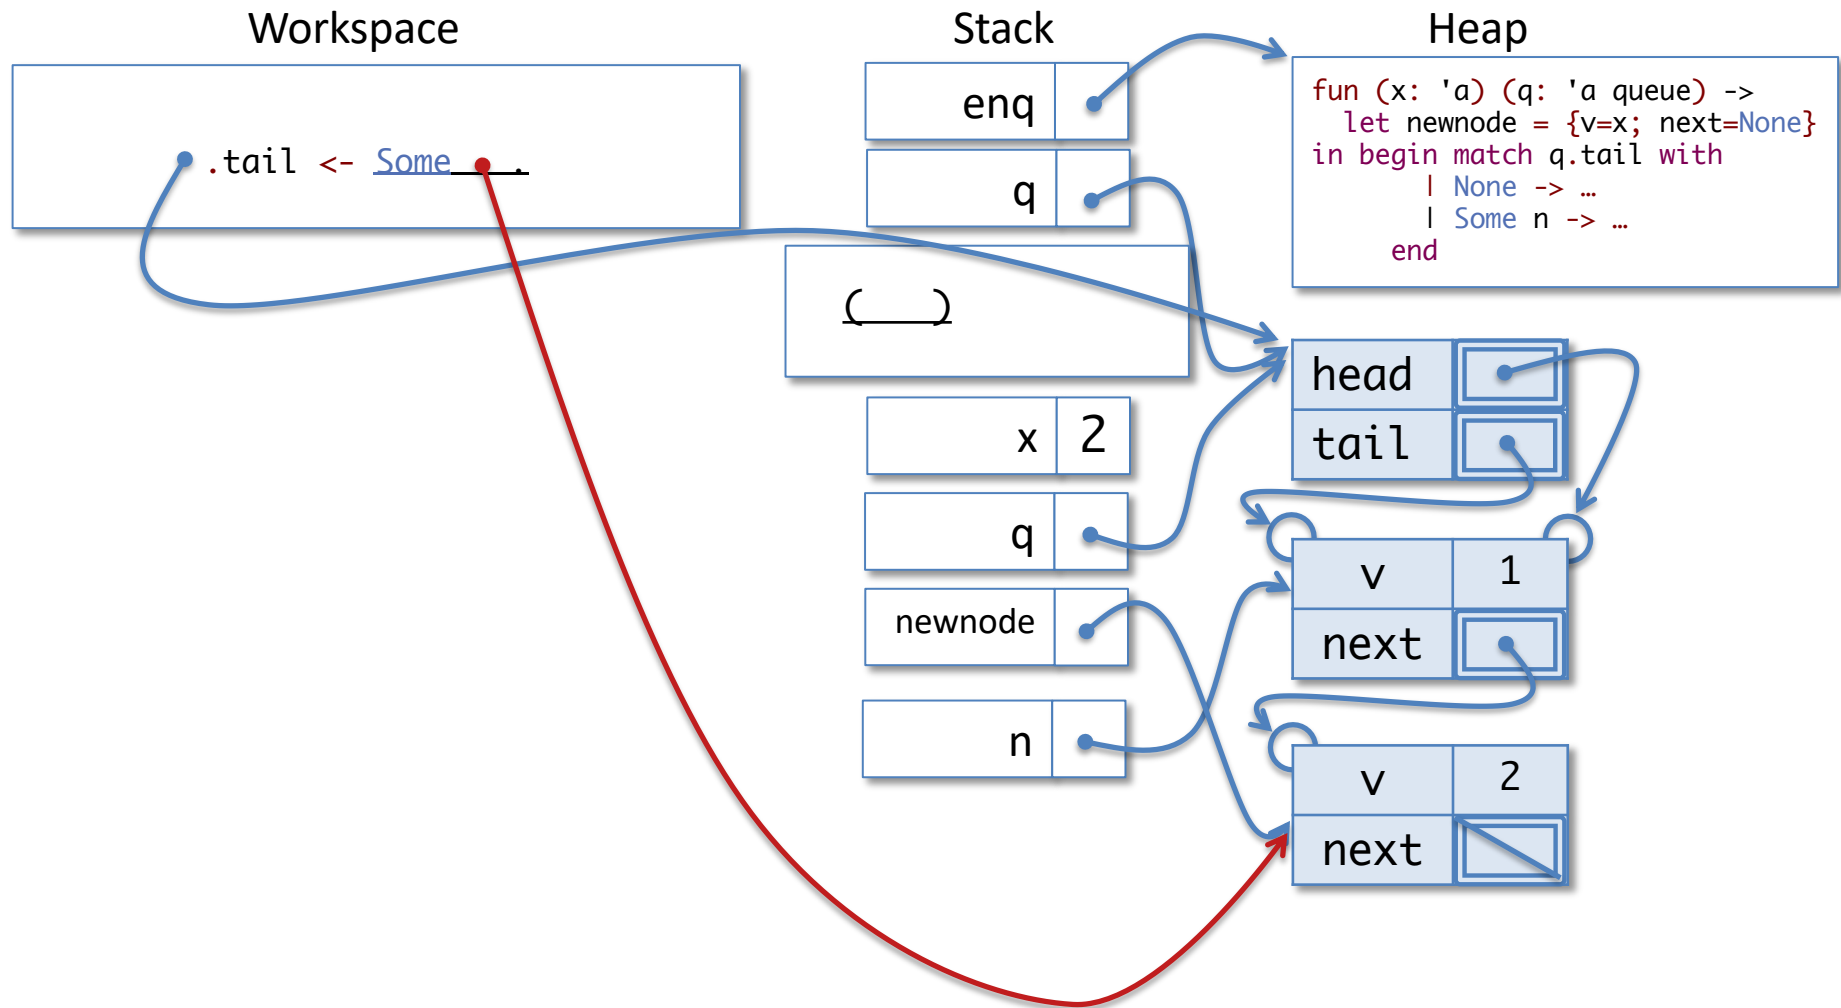 Workspace
Stack
Heap
.tail <- Some .
enq
q
( )
x 2
q
newnode
n
fun (x: 'a) (q: 'a queue) ->
let newnode = {v=x; next=None}
in begin match q.tail with
| None -> …
| Some n -> …
end
head
tail
v 1
next
v 2
next